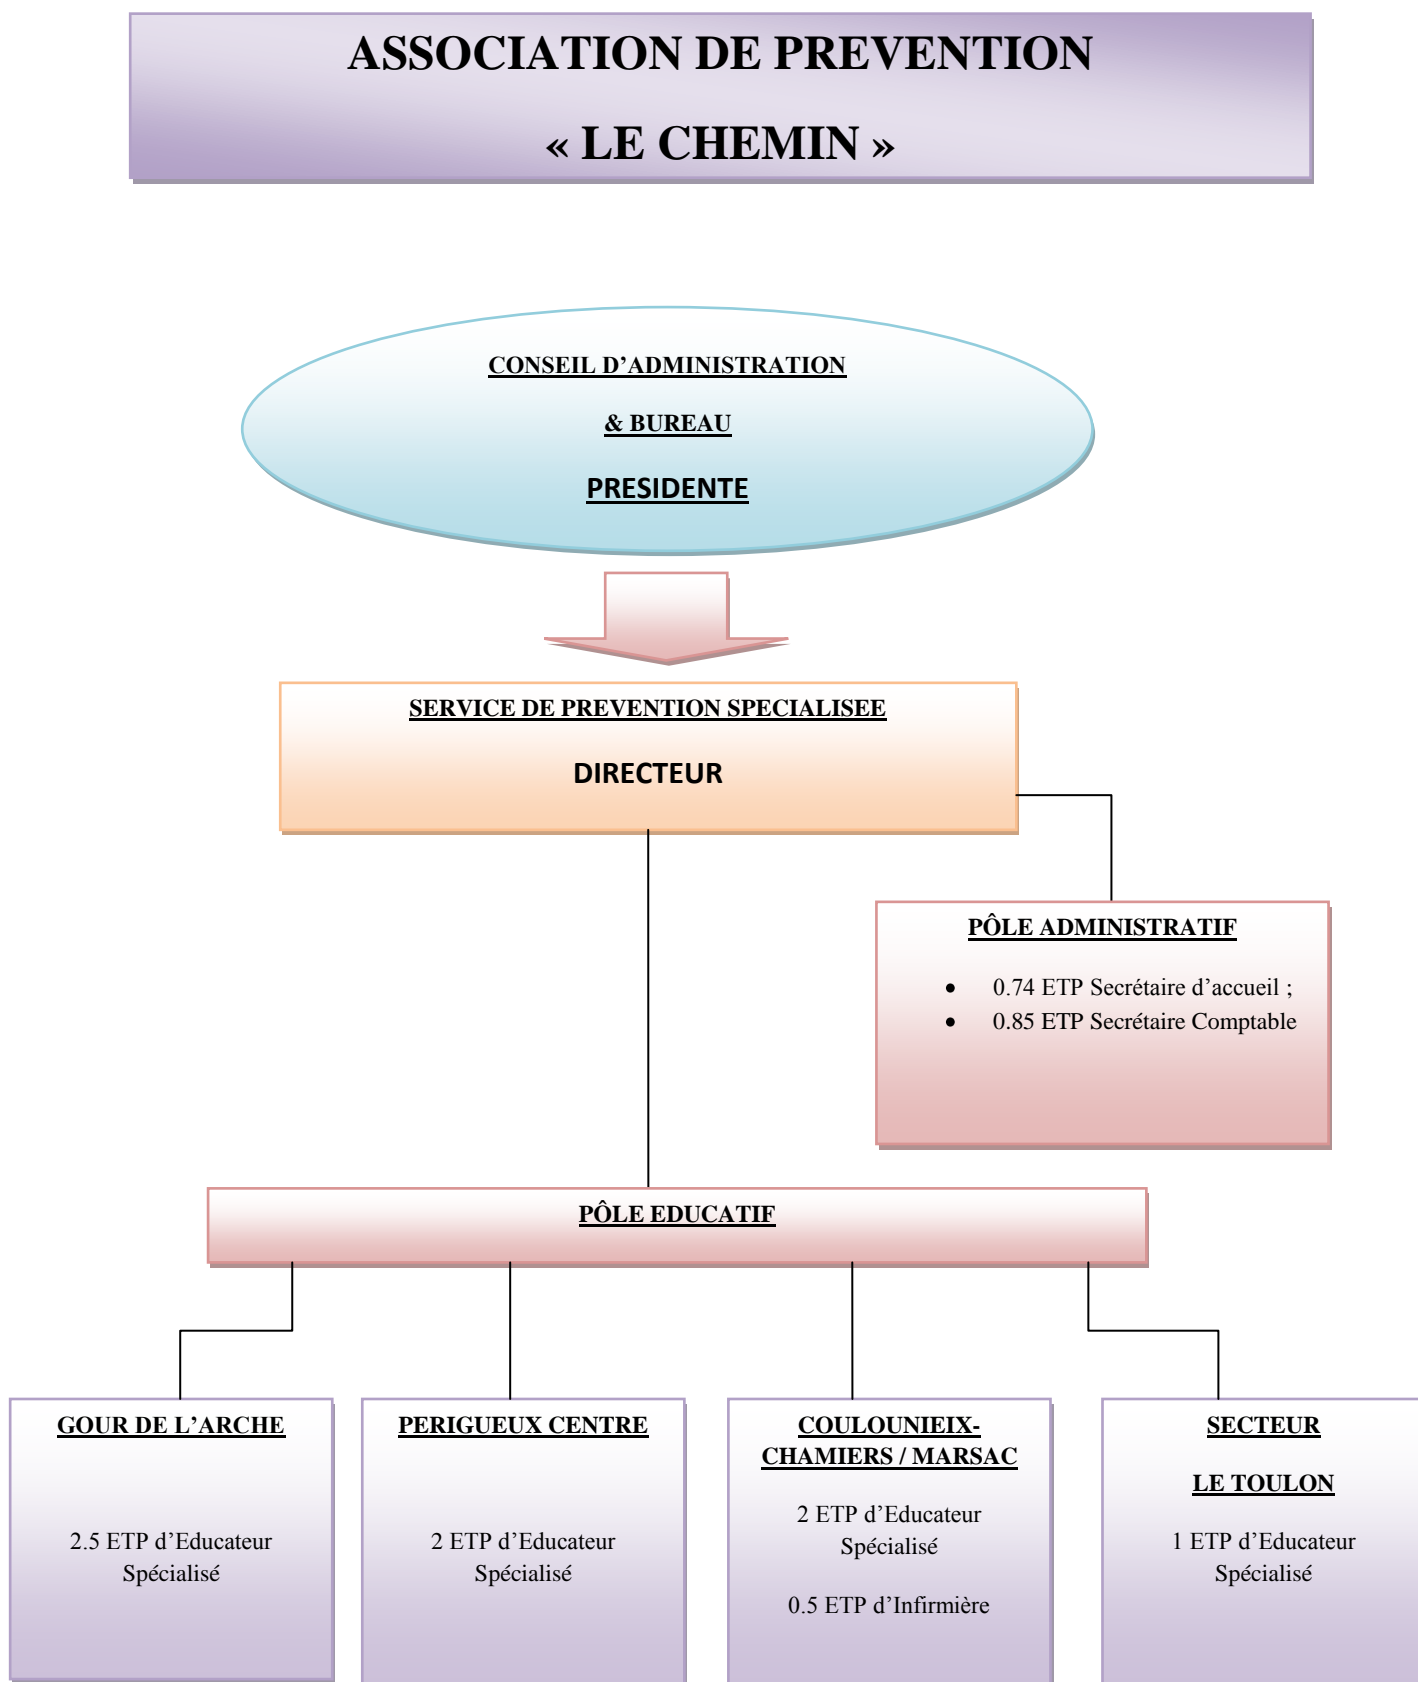 ASSOCIATION DE PREVENTION
« LE CHEMIN »
CONSEIL D’ADMINISTRATION
& BUREAU
PRESIDENTE
SERVICE DE PREVENTION SPECIALISEE
DIRECTEUR
PÔLE ADMINISTRATIF
• 0.74 ETP Secrétaire d’accueil ;
• 0.85 ETP Secrétaire Comptable
PÔLE EDUCATIF
GOUR DE L’ARCHE
2.5 ETP d’Educateur
Spécialisé
PERIGUEUX CENTRE
2 ETP d’Educateur
Spécialisé
COULOUNIEIX-
CHAMIERS / MARSAC
2 ETP d’Educateur
Spécialisé
0.5 ETP d’Infirmière
SECTEUR
LE TOULON
1 ETP d’Educateur
Spécialisé